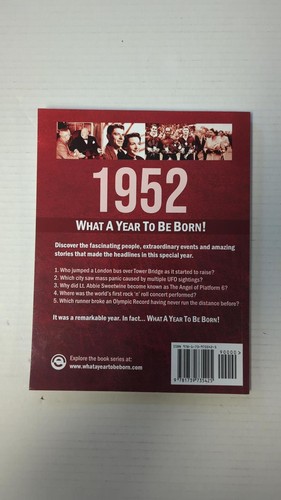 1952
WHAT A YEAR TO BE BORN!
Discover the fascinating people, extraordinary events and amazing
stories that made the headlines in this special year.
1. Who jumped a London bus over Tower Bridge as it started to raise?
2. Which city saw mass panic caused by multiple UFO sightings?
3. Why did Lt. Abbie Sweetwine become known as The Angel of Platform 6?
4. Where was the world's first rock 'n' roll concert performed?
5. Which runner broke an Olympic Record having never run the distance before?
It was a remarkable year. In fact... WHAT A YEAR TO BE BORN!
Explore the book series at:
www.whatayeartobeborn.com
90000